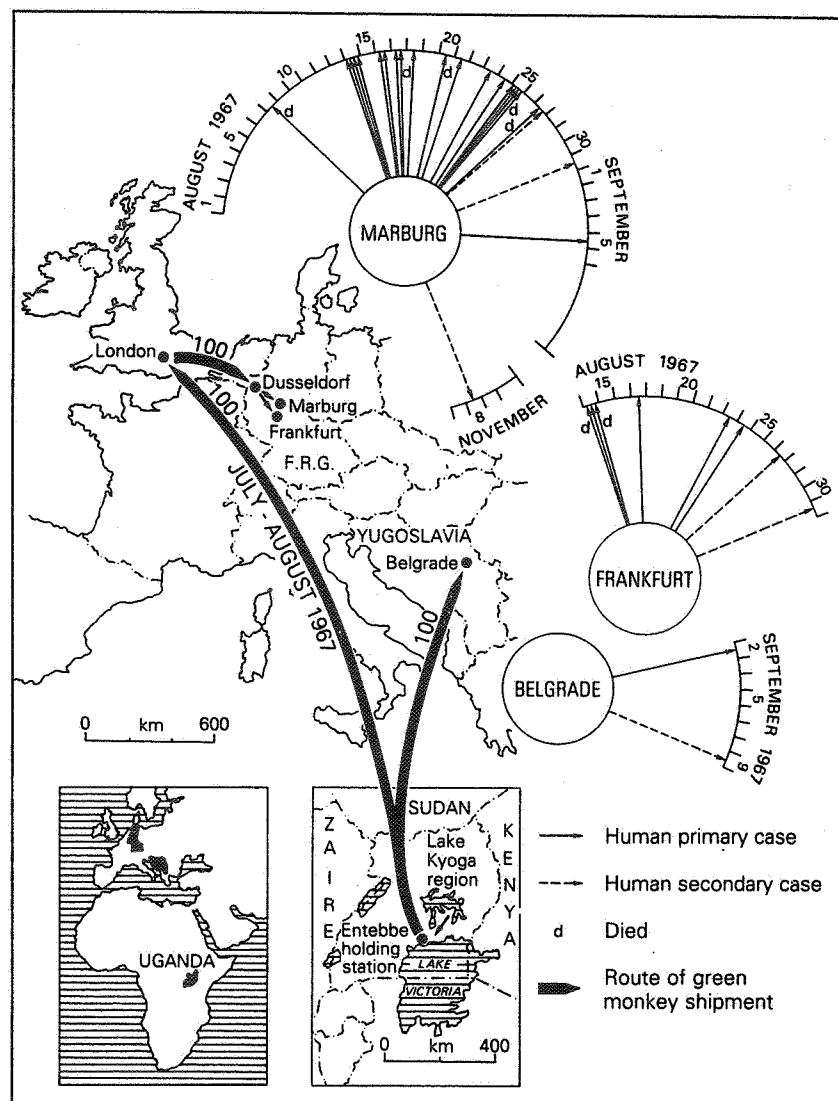 AUGUST 1967
1
5
10
15
20
25
30
1
SEPTEMBER
5
d
d
d
d
d
MARBURG
8
NOVEMBER
London
100
100
Dusseldorf
Marburg
Frankfurt
F.R.G.
JULY - AUGUST 1967
YUGOSLAVIA
Belgrade
100
AUGUST 1967
15
20
25
30
d
d
FRANKFURT
BELGRADE
2
5
9
SEPTEMBER 1967
0 km 600
UGANDA
SUDAN
ZAIRE
KENYA
Lake
Kyoga
region
Entebbe
holding
station
LAKE
VICTORIA
0 km 400
Human primary case
Human secondary case
d Died
Route of green
monkey shipment